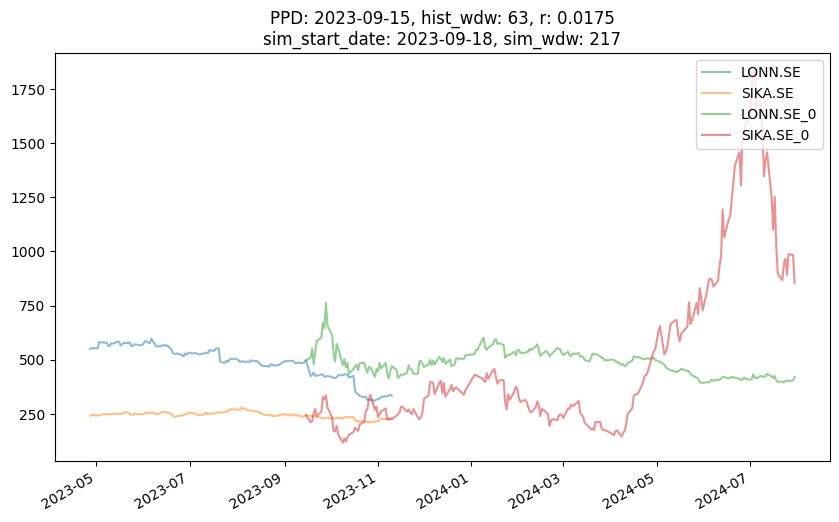 PPD: 2023-09-15, hist_wdw: 63, r: 0.0175
sim_start_date: 2023-09-18, sim_wdw: 217
LONN.SE
SIKA.SE
LONN.SE_0
SIKA.SE_0
1750
1500
1250
1000
750
500
250
2023-05
2023-07
2023-09
2023-11
2024-01
2024-03
2024-05
2024-07